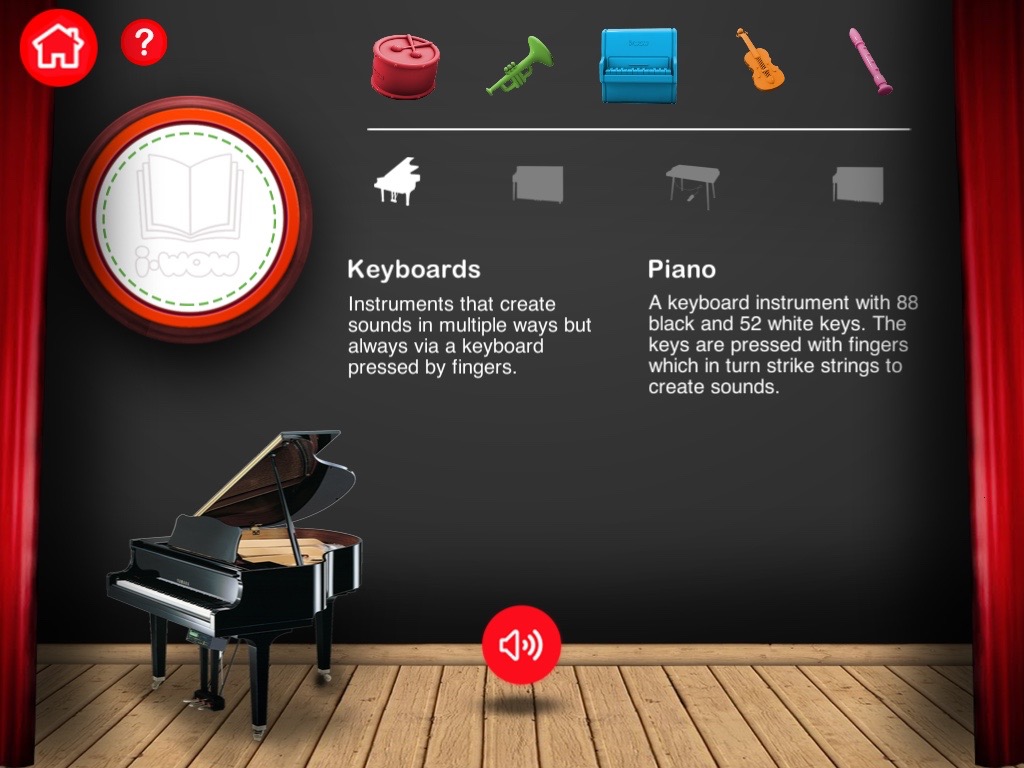 ?
i-wow
Keyboards
Instruments that create
sounds in multiple ways but
always via a keyboard
pressed by fingers.
Piano
A keyboard instrument with 88
black and 52 white keys. The
keys are pressed with fingers
which in turn strike strings to
create sounds.